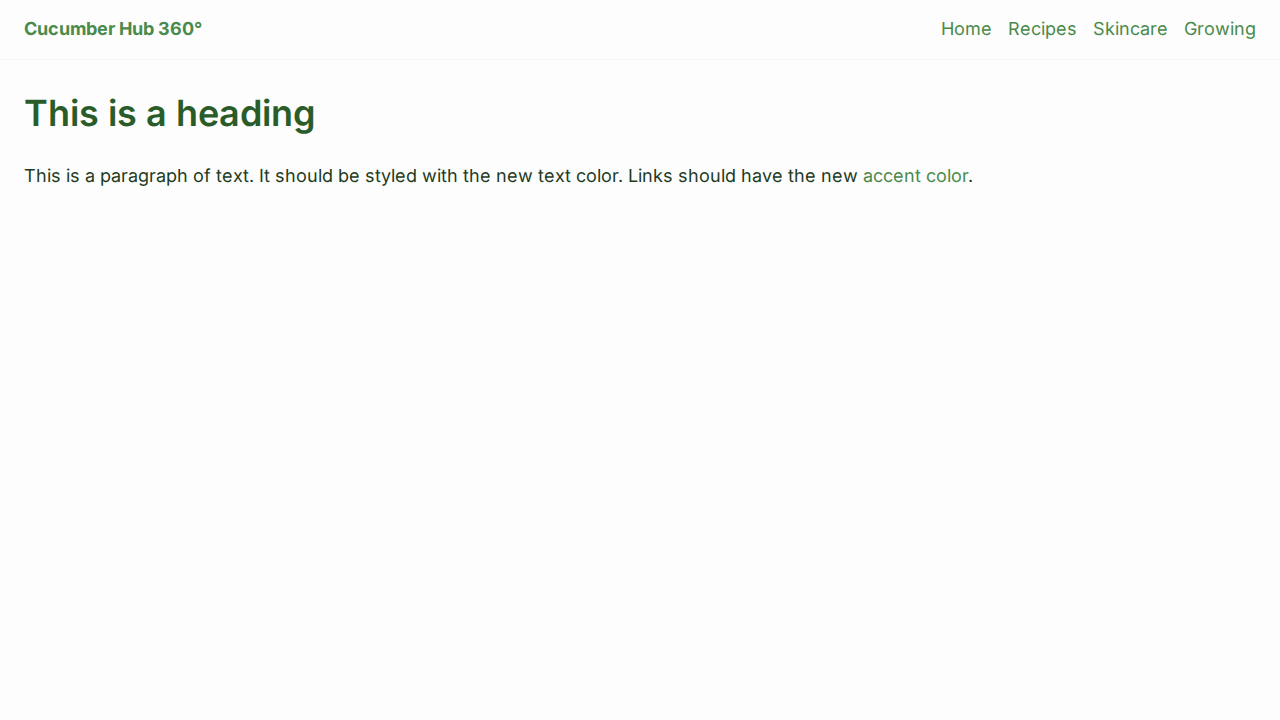 Cucumber Hub 360°
Home Recipes Skincare Growing
This is a heading
This is a paragraph of text. It should be styled with the new text color. Links should have the new accent color.